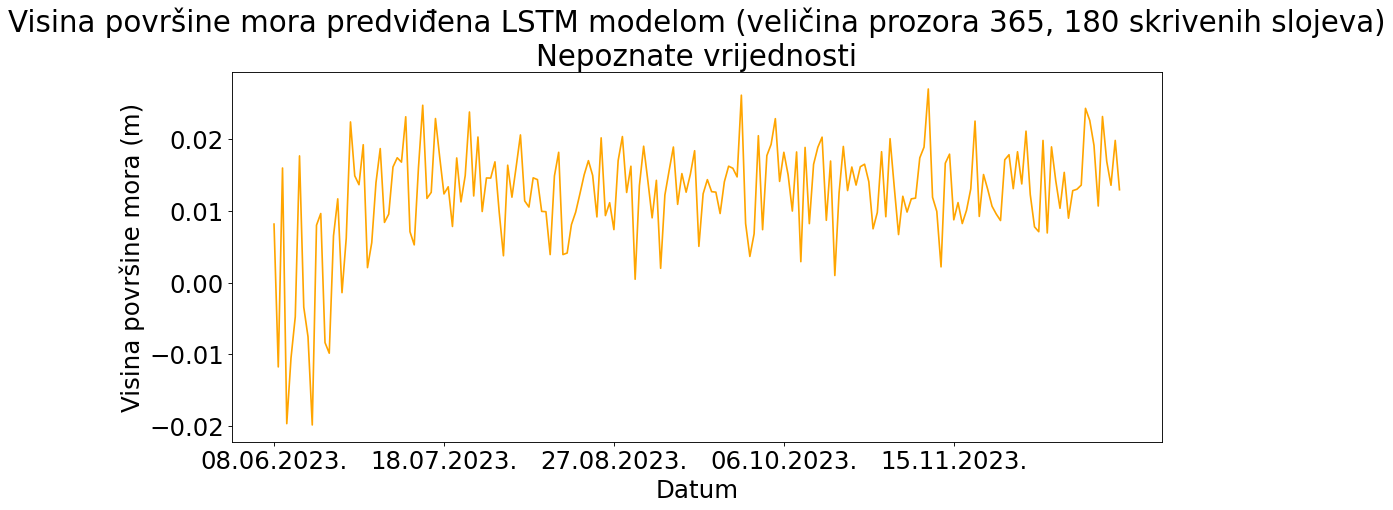 Visina površine mora predviđena LSTM modelom (veličina prozora 365, 180 skrivenih slojeva)
Nepoznate vrijednosti
Visina površine mora (m)
0.02
0.01
0.00
−0.01
−0.02
08.06.2023. 18.07.2023. 27.08.2023. 06.10.2023. 15.11.2023.
Datum